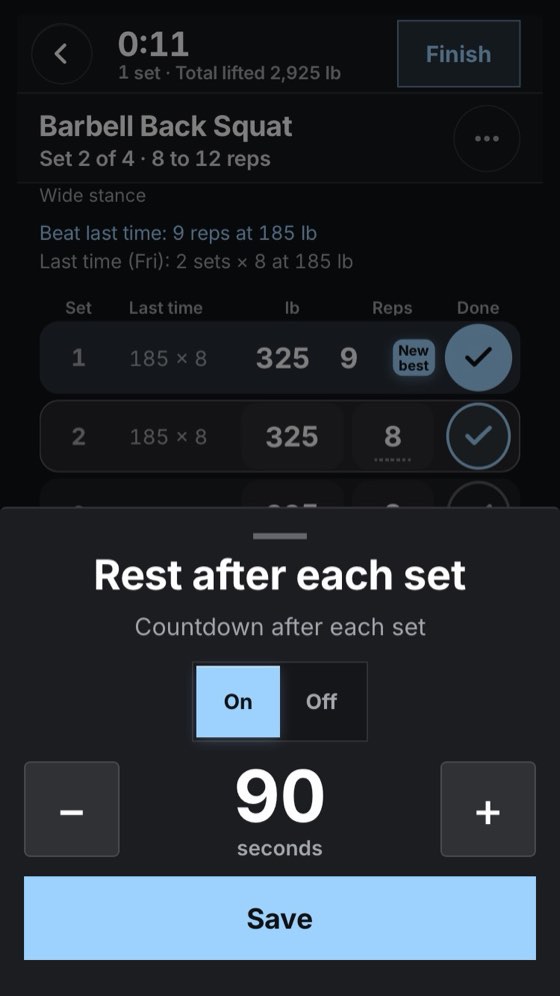 0:11
1 set · Total lifted 2,925 lb
Finish
Barbell Back Squat
Set 2 of 4 · 8 to 12 reps
Wide stance
Beat last time: 9 reps at 185 lb
Last time (Fri): 2 sets × 8 at 185 lb
Set Last time lb Reps Done
1 185 × 8 325 9 New best
2 185 × 8 325 8
Rest after each set
Countdown after each set
On Off
− 90 +
seconds
Save